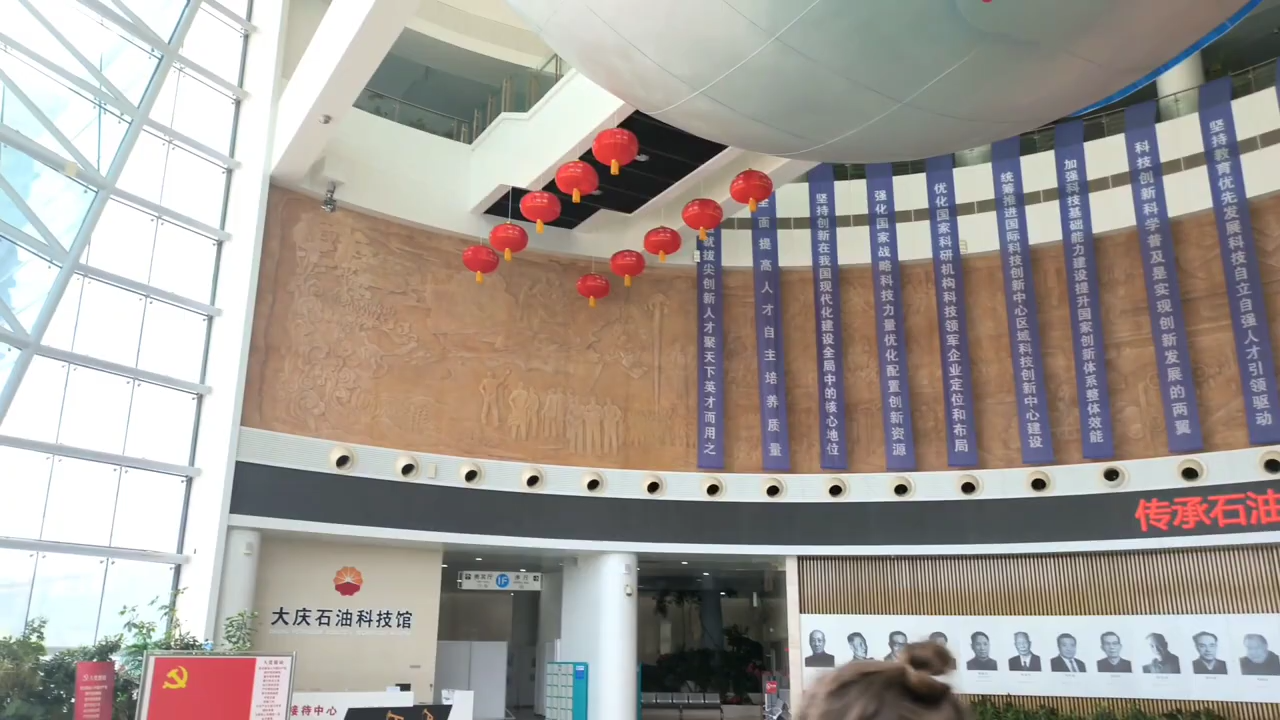 就拔尖创新人才聚天下英才而用之
全面提高人才自主培养质量
坚持创新在我国现代化建设全局中的核心地位
强化国家战略科技力量优化配置创新资源
优化国家科研机构科技领军企业定位和布局
统筹推进国际科技创新中心区域科技创新中心建设
加强科技基础能力建设提升国家创新体系整体效能
科技创新科学普及是实现创新发展的两翼
坚持教育优先发展科技自立自强人才引领驱动
传承石油
大庆石油科技馆
1F
接待中心